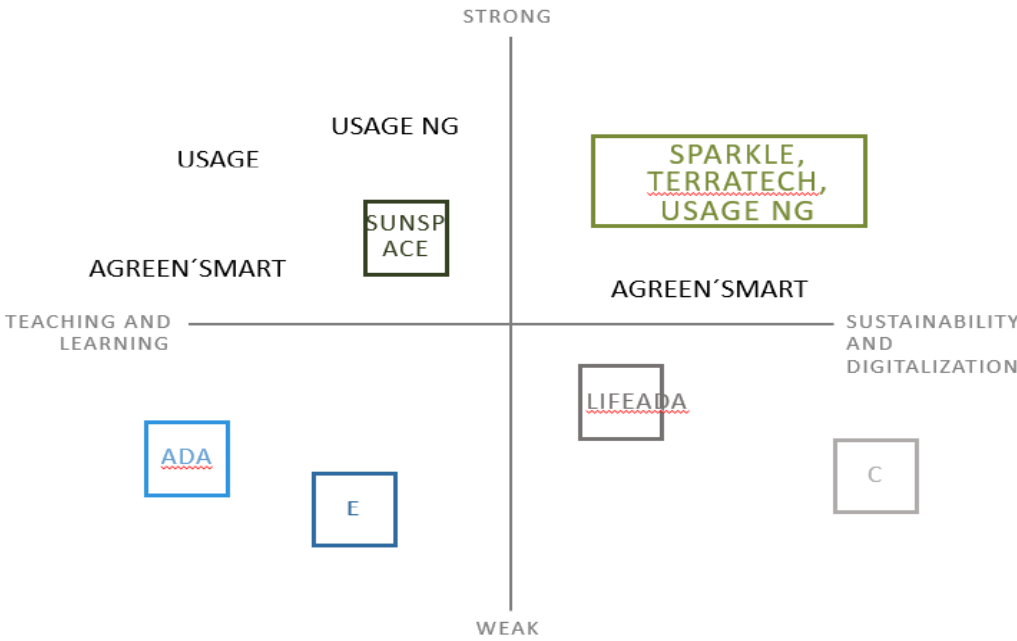 STRONG
USAGE NG
USAGE
SPARKLE,
TERRATECH,
USAGE NG
SUNSP
ACE
AGREEN´SMART
AGREEN´SMART
TEACHING AND
LEARNING
SUSTAINABILITY
AND
DIGITALIZATION
LIFEADA
ADA
C
E
WEAK